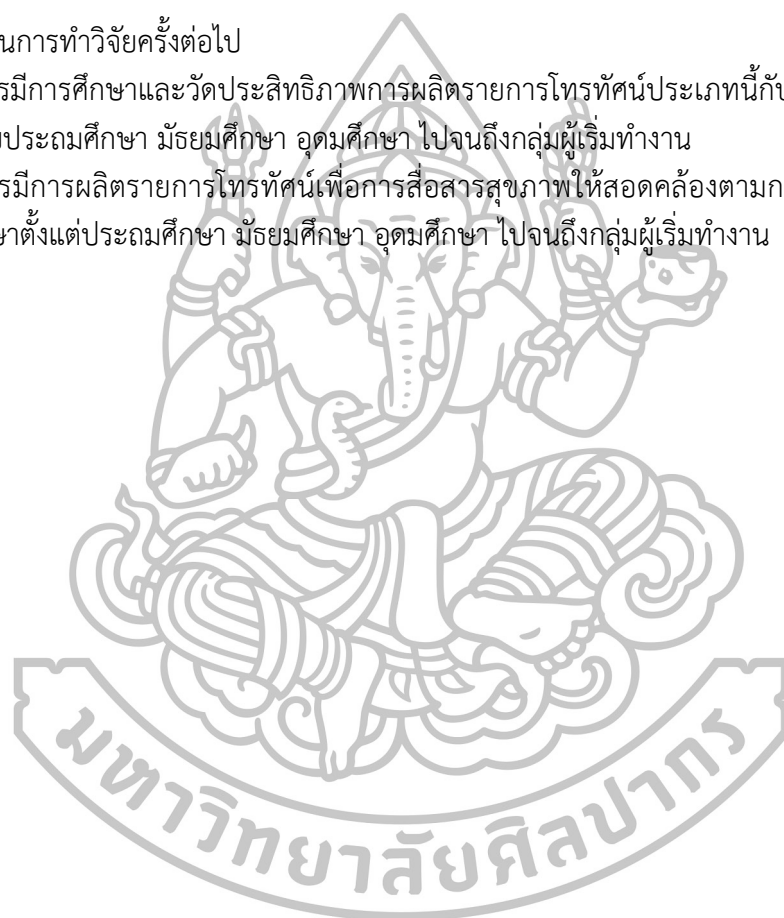 นการทำวิจัยครั้งต่อไป
รมีการศึกษาและวัดประสิทธิภาพการผลิตรายการโทรทัศน์ประเภทนี้กับ
ประถมศึกษา มัธยมศึกษา อุดมศึกษา ไปจนถึงกลุ่มผู้เริ่มทำงาน
รมีการผลิตรายการโทรทัศน์เพื่อการสื่อสารสุขภาพให้สอดคล้องตามก
ษาตั้งแต่ประถมศึกษา มัธยมศึกษา อุดมศึกษา ไปจนถึงกลุ่มผู้เริ่มทำงาน
มหาวิทยาลัยศิลปากร